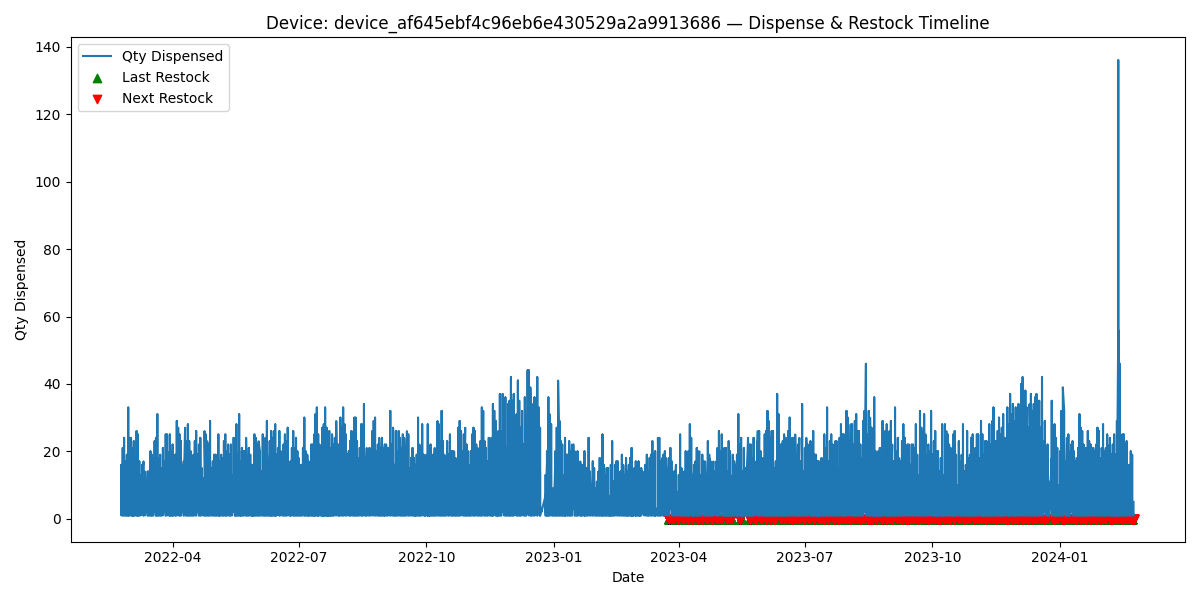 Device: device_af645ebf4c96eb6e430529a2a9913686 — Dispense & Restock Timeline
Qty Dispensed
Last Restock
Next Restock
Qty Dispensed
140
120
100
80
60
40
20
0
2022-04
2022-07
2022-10
2023-01
2023-04
2023-07
2023-10
2024-01
Date